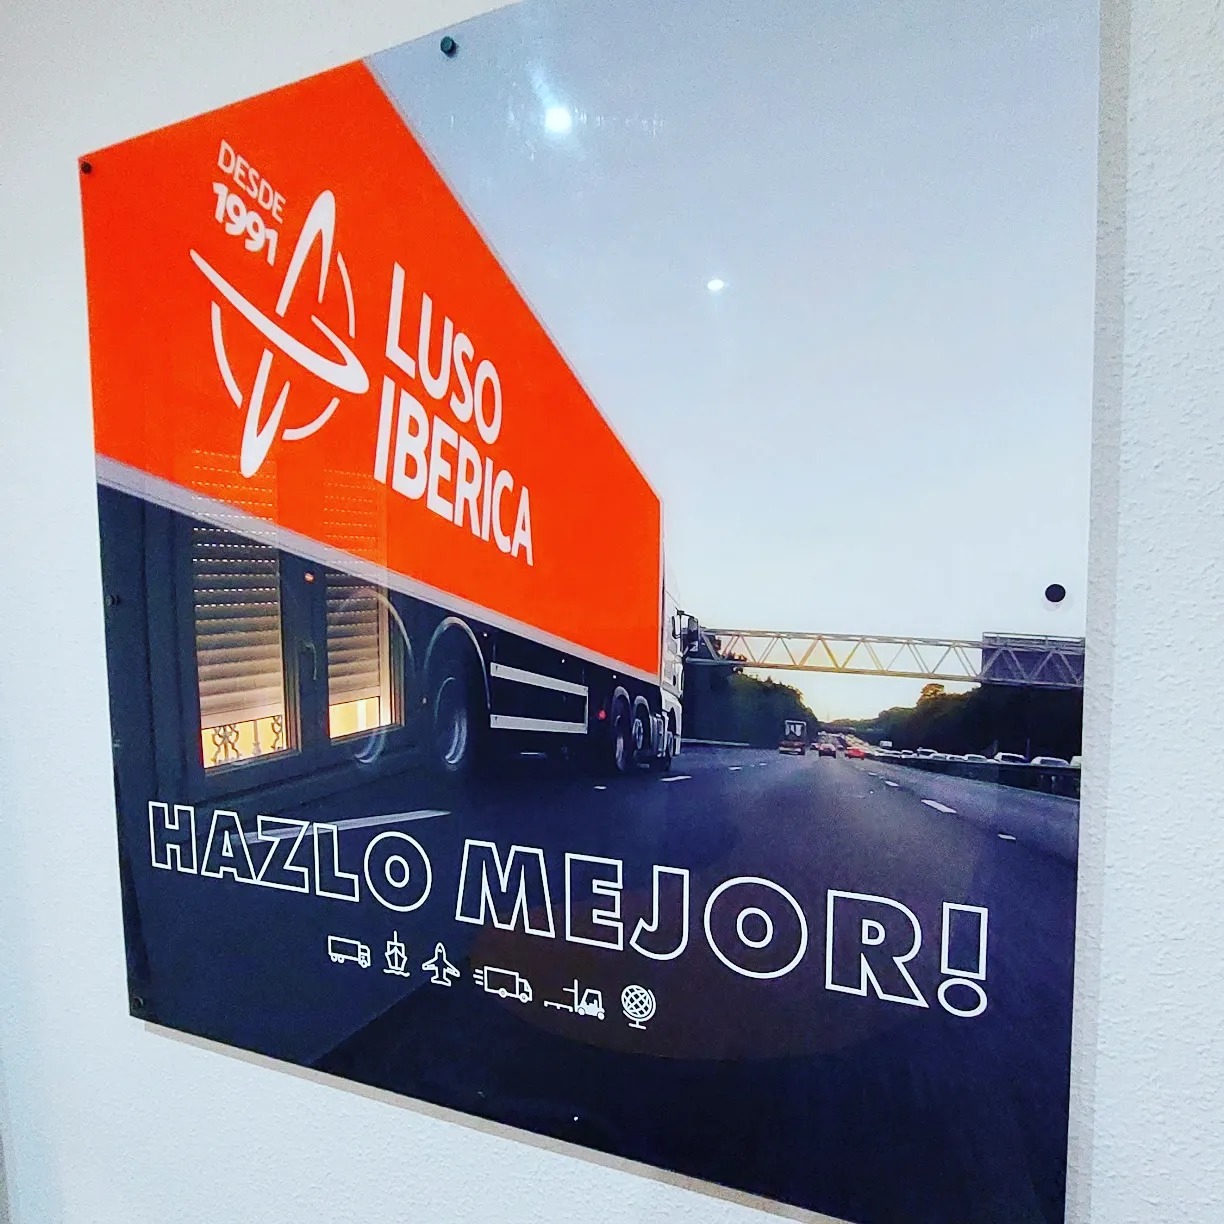 DESDE
1991
LUSO
IBERICA
HAZLO MEJOR!